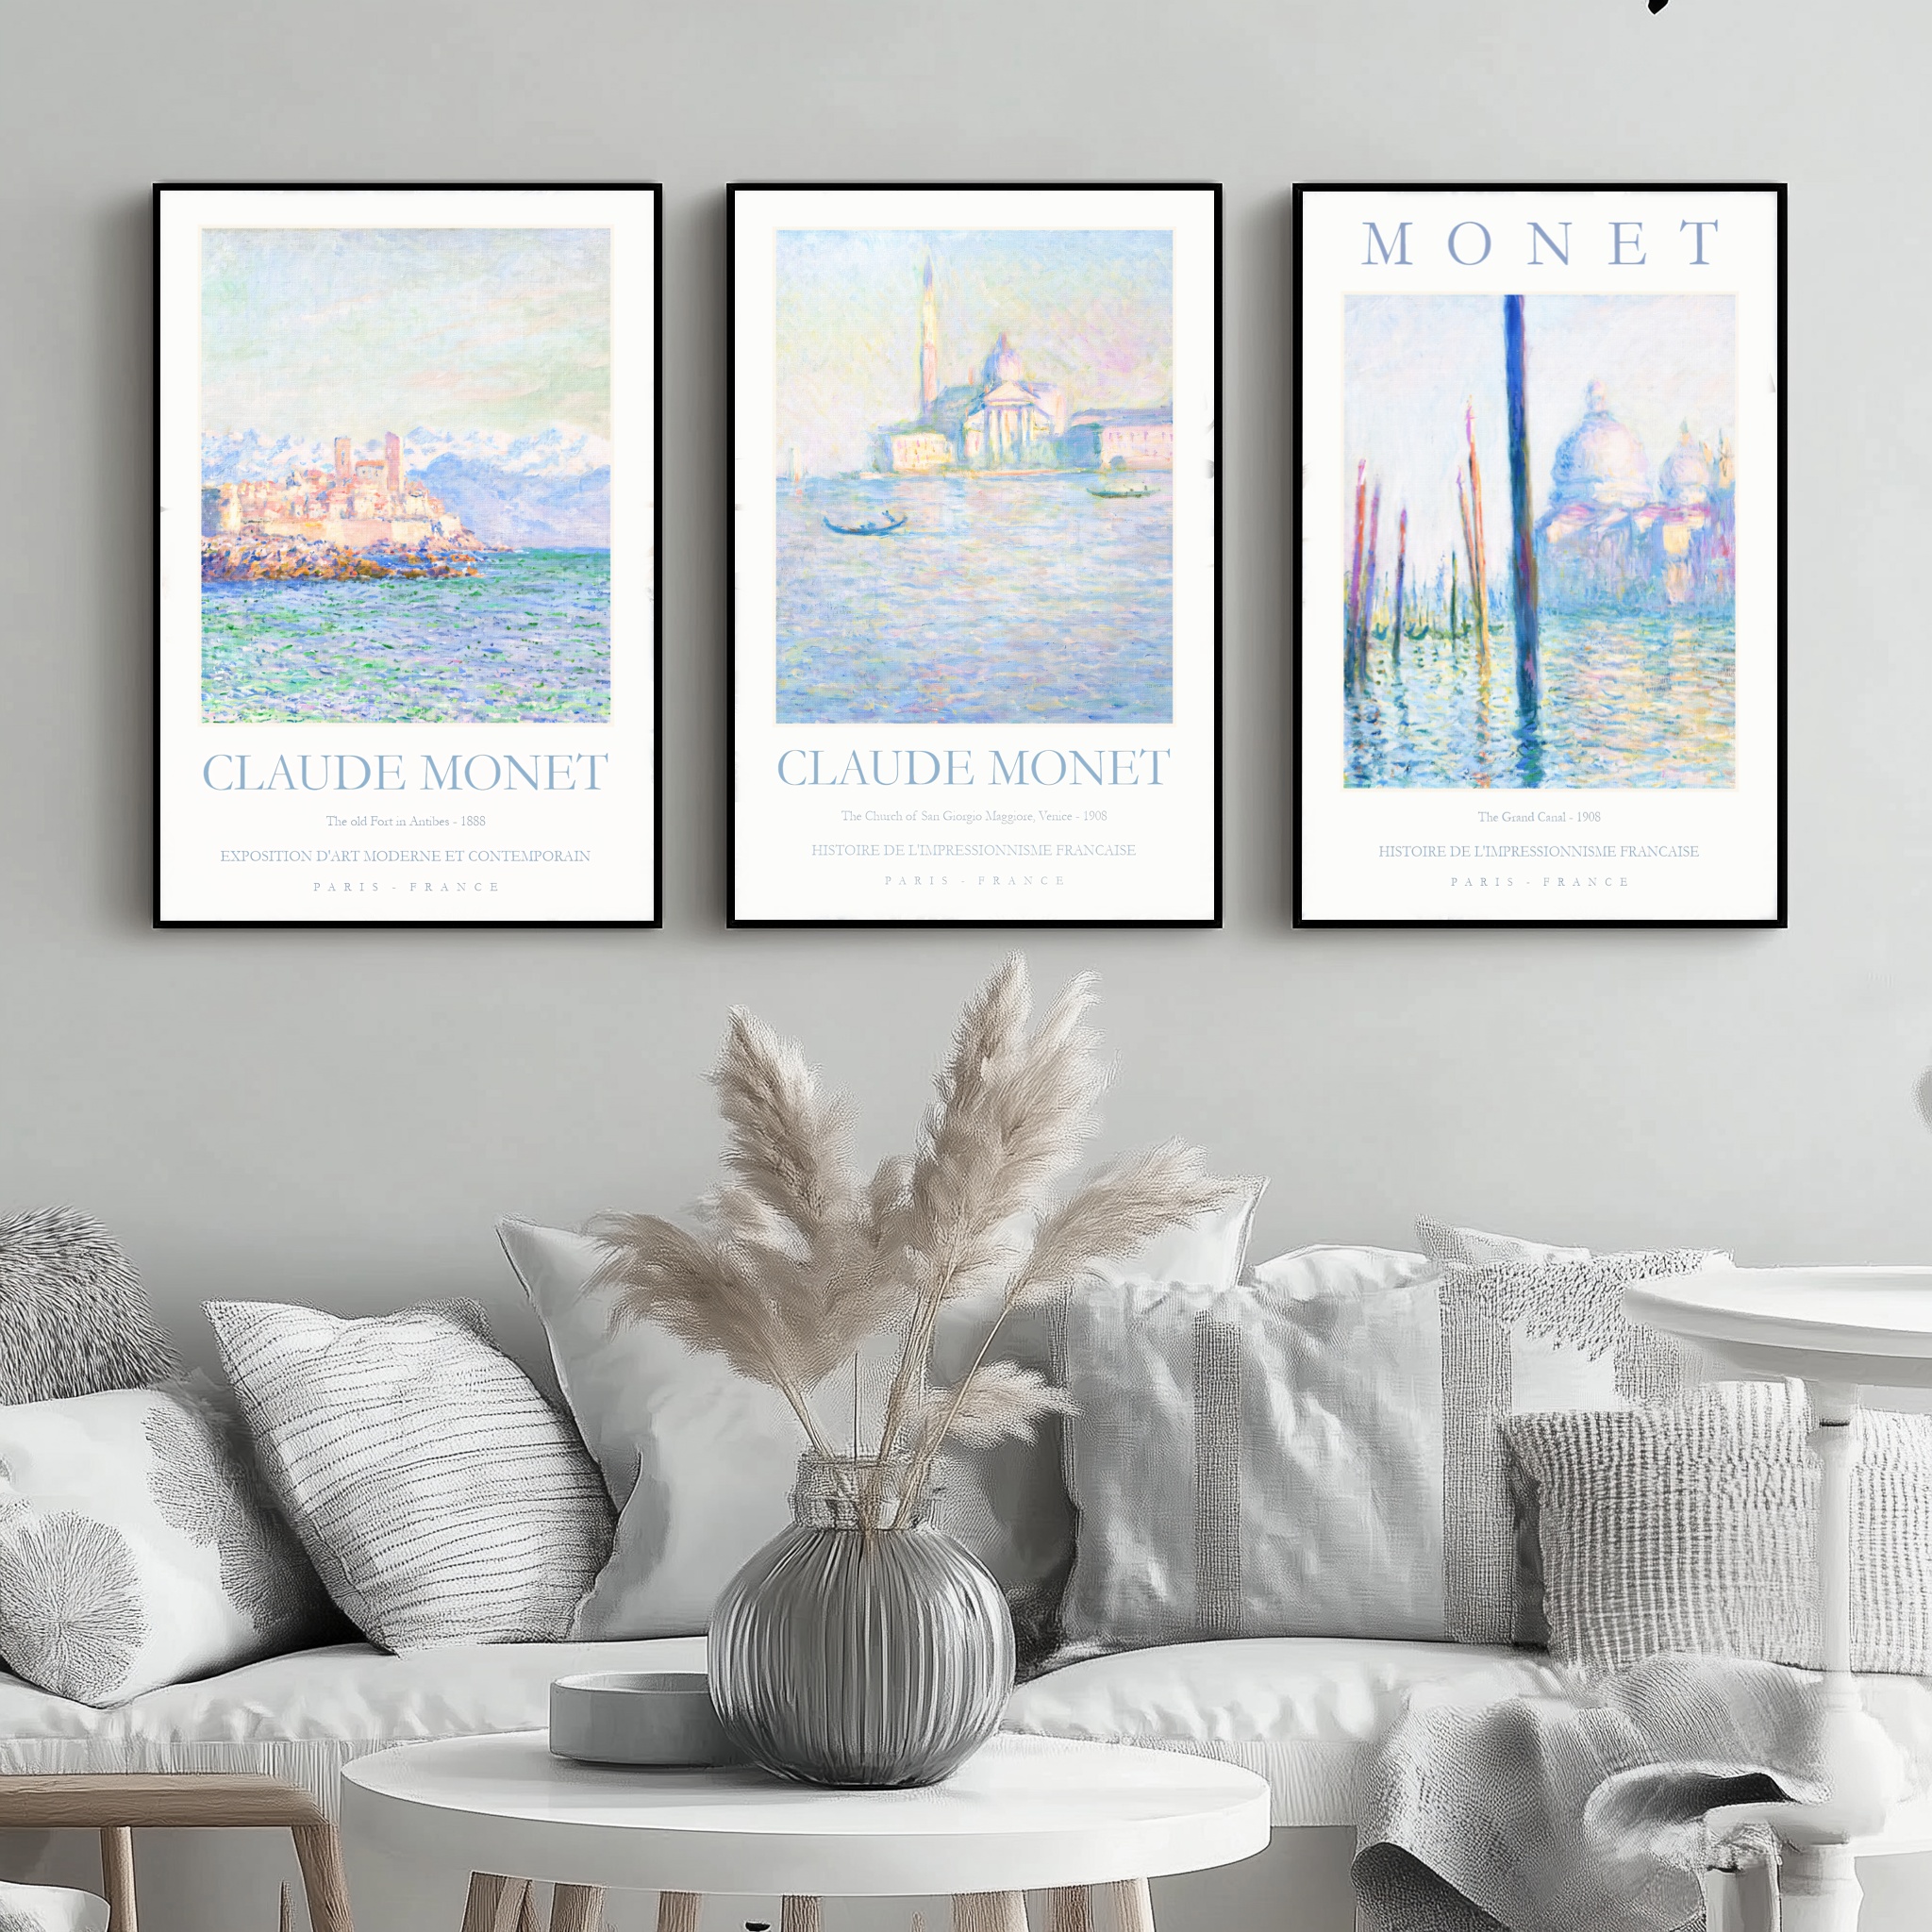 CLAUDE MONET
The old Fort in Antibes - 1888
EXPOSITION D'ART MODERNE ET CONTEMPORAIN
PARIS - FRANCE
CLAUDE MONET
The Church of San Giorgio Maggiore, Venice - 1908
HISTOIRE DE L'IMPRESSIONNISME FRANCAISE
PARIS - FRANCE
MONET
The Grand Canal - 1908
HISTOIRE DE L'IMPRESSIONNISME FRANCAISE
PARIS - FRANCE